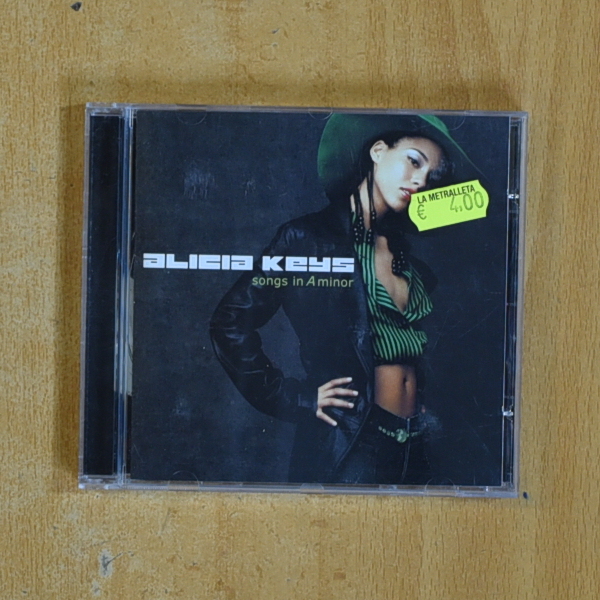 LA METRALLETA
€ 4,00
aLicia Keys
songs in A minor